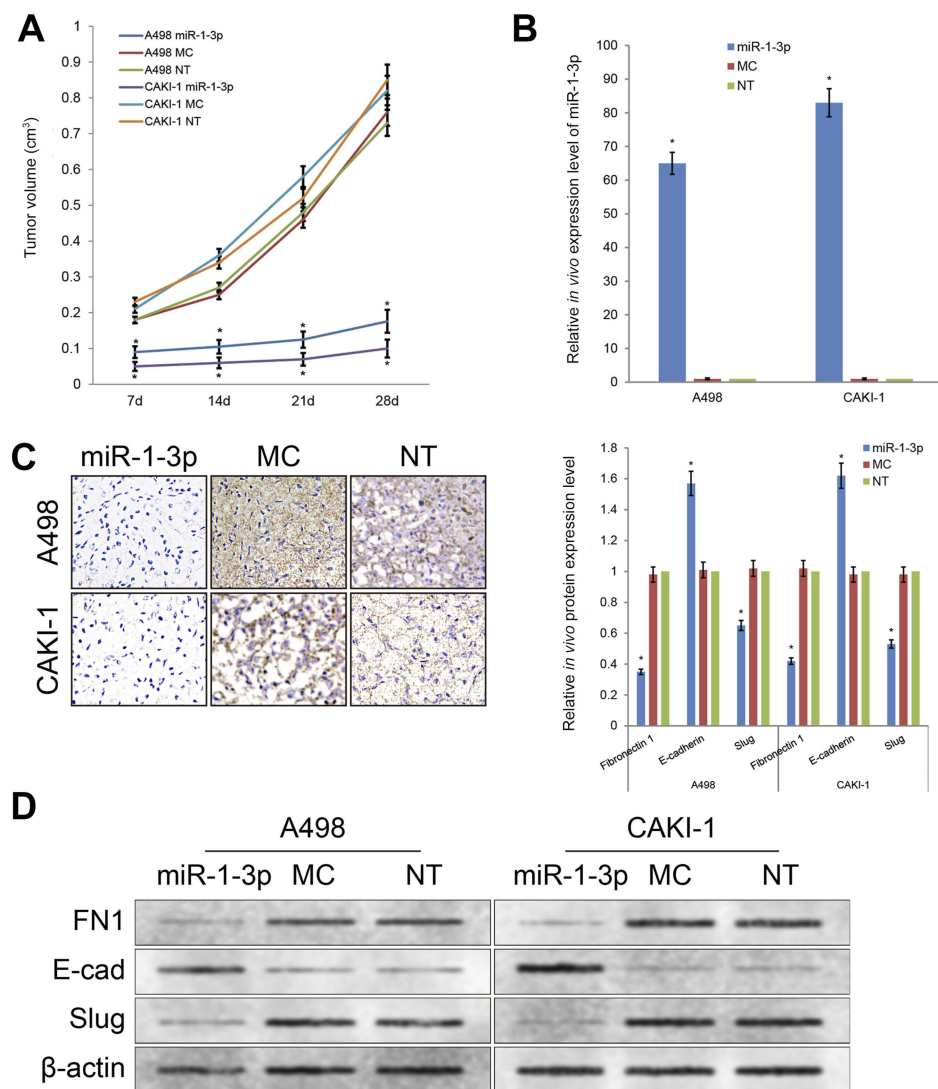 A
A498 miR-1-3p
A498 MC
A498 NT
CAKI-1 miR-1-3p
CAKI-1 MC
CAKI-1 NT
Tumor volume (cm³)
1
0.9
0.8
0.7
0.6
0.5
0.4
0.3
0.2
0.1
0
* * * *
* * * *
7d 14d 21d 28d
B
miR-1-3p
MC
NT
Relative in vivo expression level of miR-1-3p
100
90
80
70
60
50
40
30
20
10
0
* *
A498 CAKI-1
C
miR-1-3p MC NT
A498
CAKI-1
miR-1-3p
MC
NT
Relative in vivo protein expression level
1.8
1.6
1.4
1.2
1
0.8
0.6
0.4
0.2
0
* * * * * *
Fibronectin 1 E-cadherin Slug Fibronectin 1 E-cadherin Slug
A498 CAKI-1
D
A498 CAKI-1
miR-1-3p MC NT miR-1-3p MC NT
FN1
E-cad
Slug
β-actin